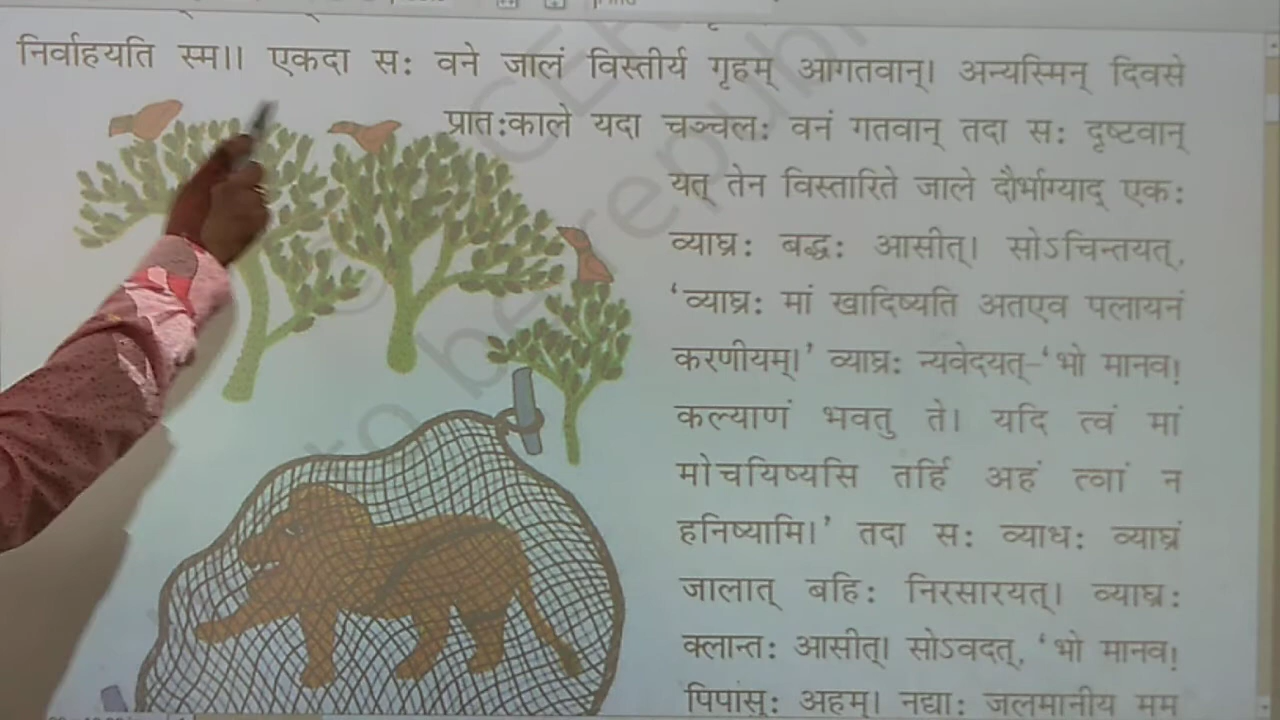 निर्वाहयति स्म।। एकदा सः वने जालं विस्तीर्य गृहम् आगतवान्। अन्यस्मिन् दिवसे
प्रातःकाले यदा चञ्चलः वनं गतवान् तदा सः दृष्टवान्
यत् तेन विस्तारिते जाले दौर्भाग्याद् एकः
व्याघ्रः बद्धः आसीत्। सोऽचिन्तयत्,
‘व्याघ्रः मां खादिष्यति अतएव पलायनं
करणीयम्।’ व्याघ्रः न्यवेदयत्-‘भो मानव!
कल्याणं भवतु ते। यदि त्वं मां
मोचयिष्यसि तर्हि अहं त्वां न
हनिष्यामि।’ तदा सः व्याधः व्याघ्रं
जालात् बहिः निरसारयत्। व्याघ्रः
क्लान्तः आसीत्। सोऽवदत्, ‘भो मानव!
पिपासुः अहम्। नद्याः जलमानीय मम